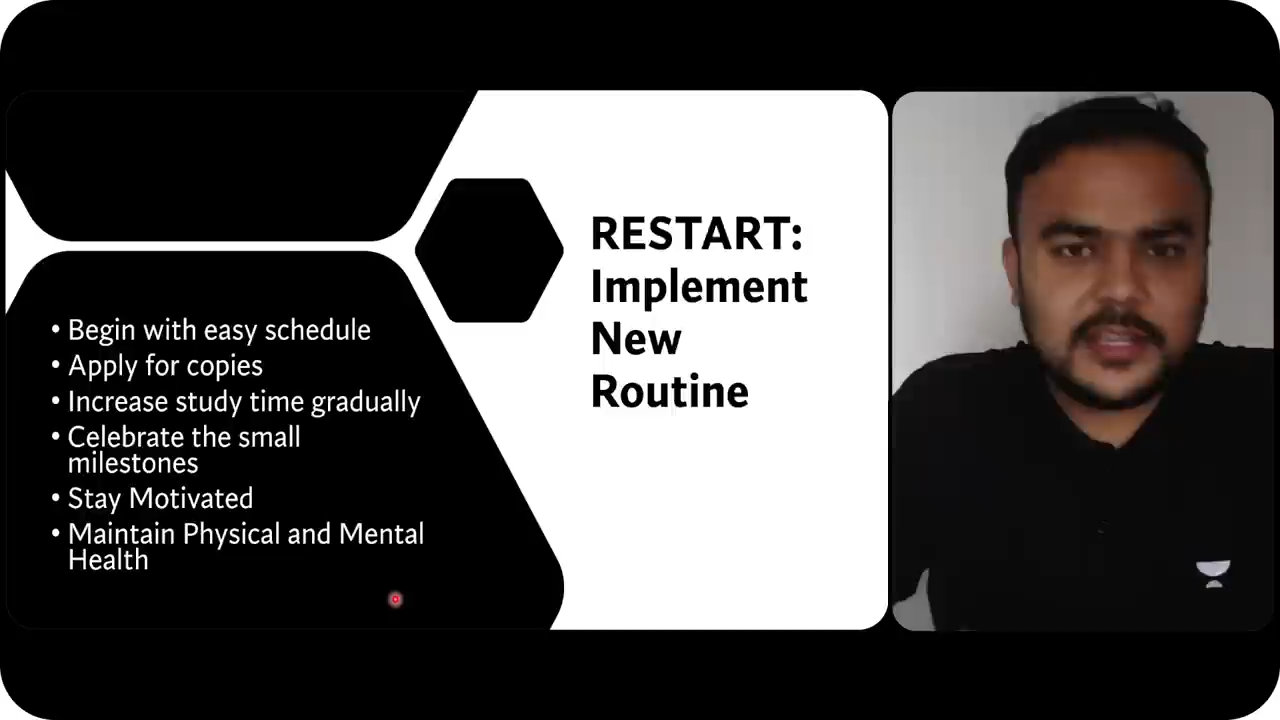 RESTART:
Implement
New
Routine
• Begin with easy schedule
• Apply for copies
• Increase study time gradually
• Celebrate the small
milestones
• Stay Motivated
• Maintain Physical and Mental
Health